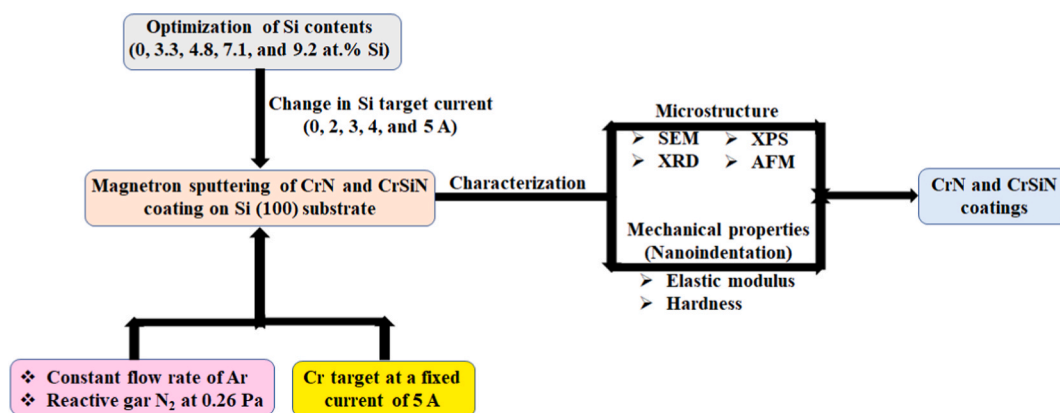 Optimization of Si contents
(0, 3.3, 4.8, 7.1, and 9.2 at.% Si)
Change in Si target current
(0, 2, 3, 4, and 5 A)
Magnetron sputtering of CrN and CrSiN
coating on Si (100) substrate
Characterization
Microstructure
➢ SEM ➢ XPS
➢ XRD ➢ AFM
Mechanical properties
(Nanoindentation)
➢ Elastic modulus
➢ Hardness
CrN and CrSiN
coatings
❖ Constant flow rate of Ar
❖ Reactive gar N₂ at 0.26 Pa
Cr target at a fixed
current of 5 A